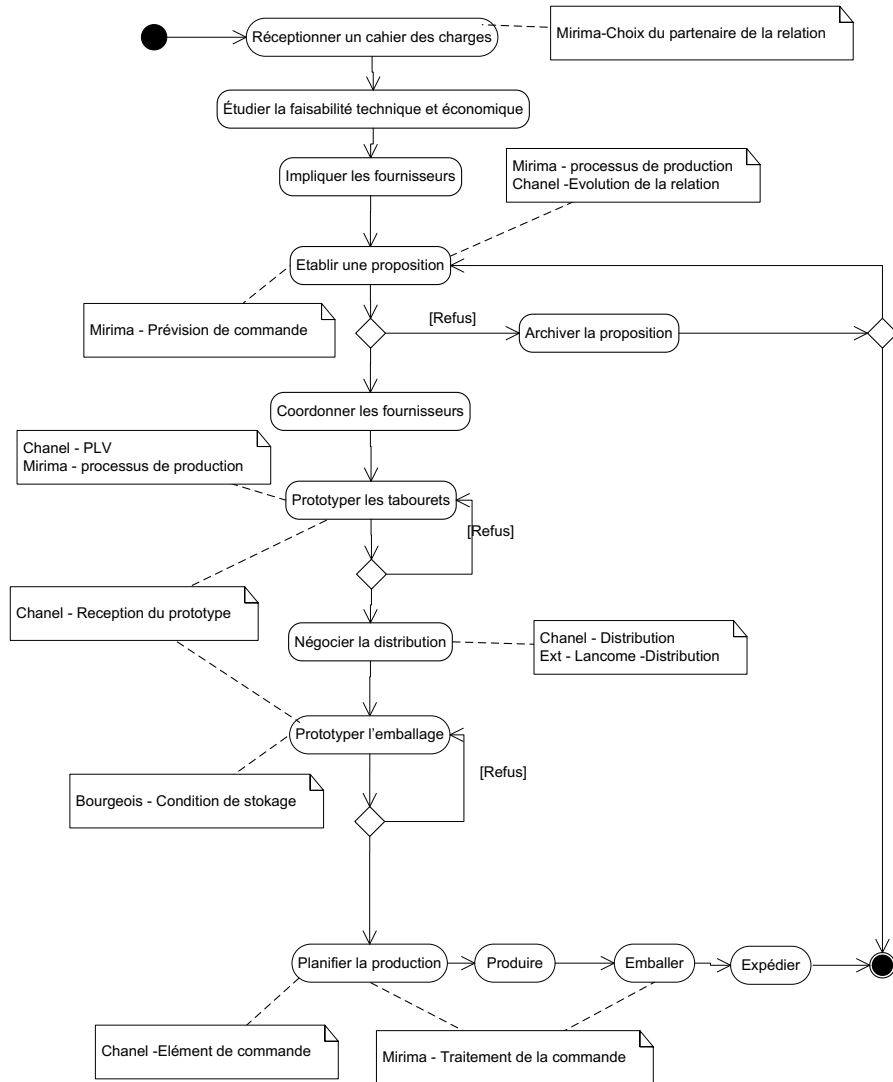 Réceptionner un cahier des charges
Mirima-Choix du partenaire de la relation
Étudier la faisabilité technique et économique
Impliquer les fournisseurs
Mirima - processus de production
Chanel -Evolution de la relation
Etablir une proposition
Mirima - Prévision de commande
[Refus]
Archiver la proposition
Coordonner les fournisseurs
Chanel - PLV
Mirima - processus de production
Prototyper les tabourets
[Refus]
Chanel - Reception du prototype
Négocier la distribution
Chanel - Distribution
Ext - Lancome -Distribution
Prototyper l'emballage
[Refus]
Bourgeois - Condition de stokage
Planifier la production
Produire
Emballer
Expédier
Chanel -Elément de commande
Mirima - Traitement de la commande